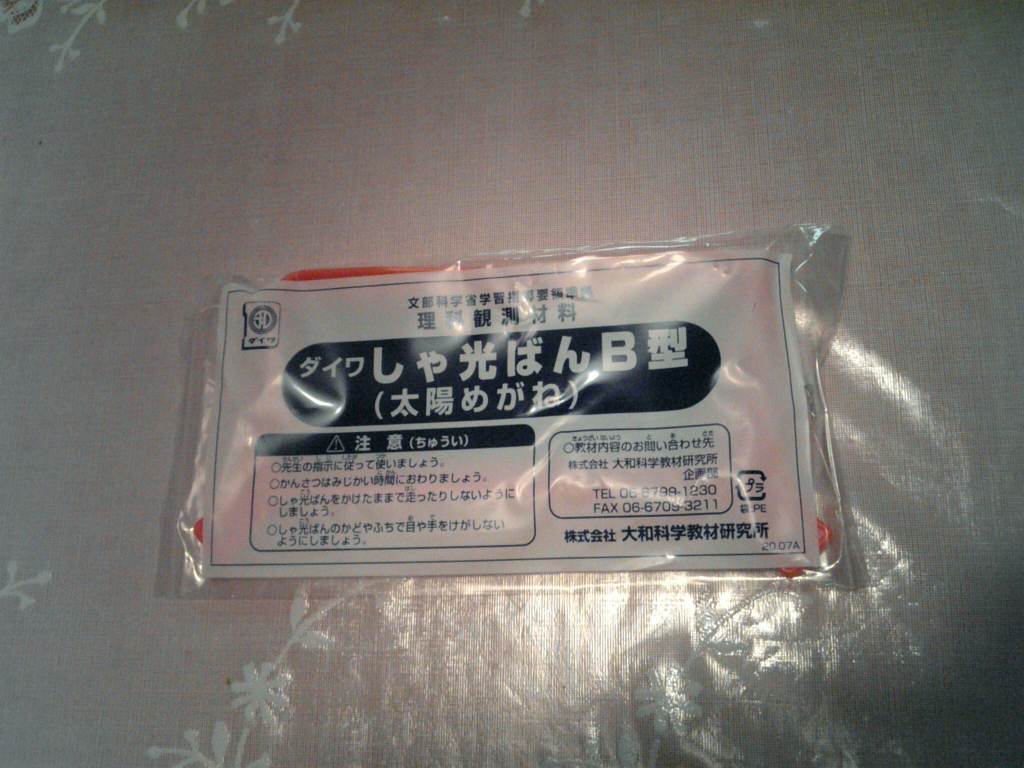 文部科学省学習指導要領準拠
理科観測材料
ダイワ
ダイワ しゃ光ばんB型
(太陽めがね)
⚠ 注意(ちゅうい)
○先生の指示に従って使いましょう。
○かんさつはみじかい時間におわりましょう。
○しゃ光ばんをかけたままで走ったりしないように
しましょう。
○しゃ光ばんのかどやふちで目や手をけがしない
ようにしましょう。
○教材内容のお問い合わせ先
株式会社 大和科学教材研究所
企画部
TEL 06-6799-1230
FAX 06-6709-3211
プラ
袋:PE
株式会社 大和科学教材研究所
20.07A